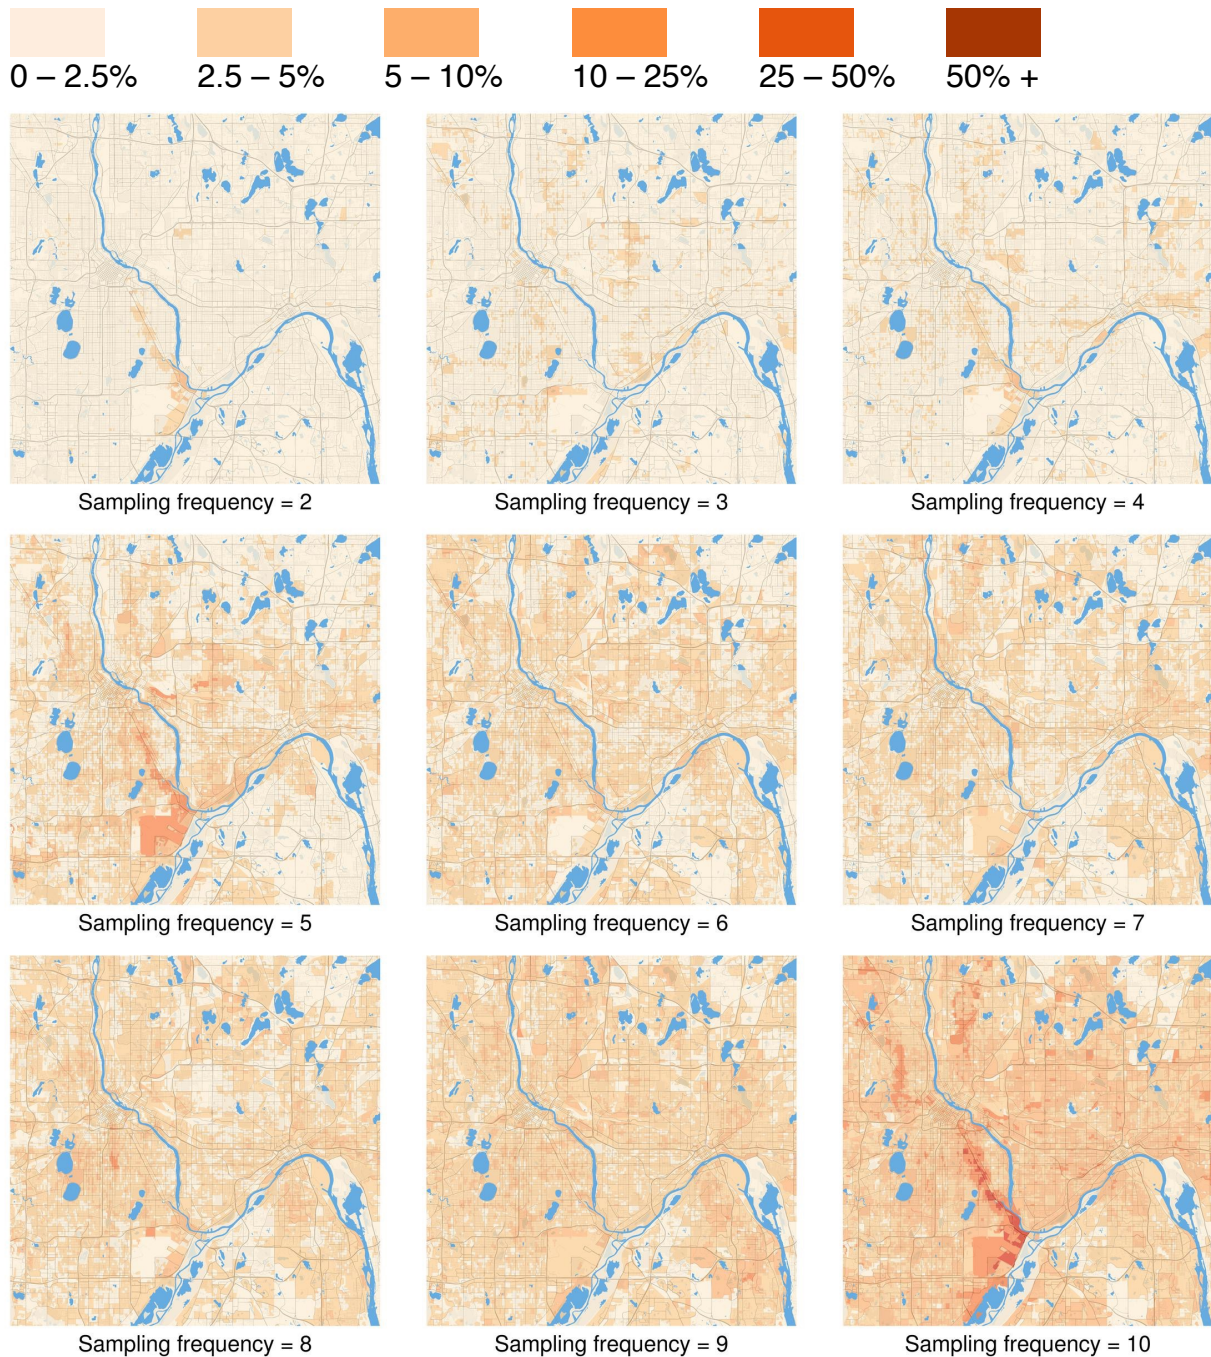 0 – 2.5% 2.5 – 5% 5 – 10% 10 – 25% 25 – 50% 50% +
Sampling frequency = 2 Sampling frequency = 3 Sampling frequency = 4
Sampling frequency = 5 Sampling frequency = 6 Sampling frequency = 7
Sampling frequency = 8 Sampling frequency = 9 Sampling frequency = 10